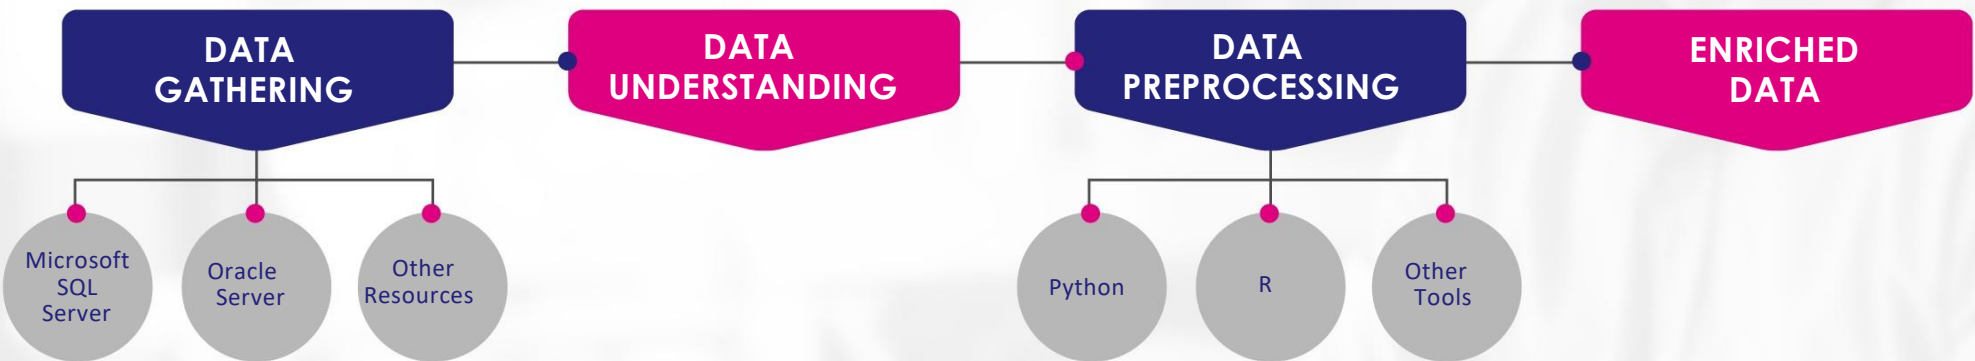 DATA
GATHERING
DATA
UNDERSTANDING
DATA
PREPROCESSING
ENRICHED
DATA
Microsoft
SQL
Server
Oracle
Server
Other
Resources
Python
R
Other
Tools